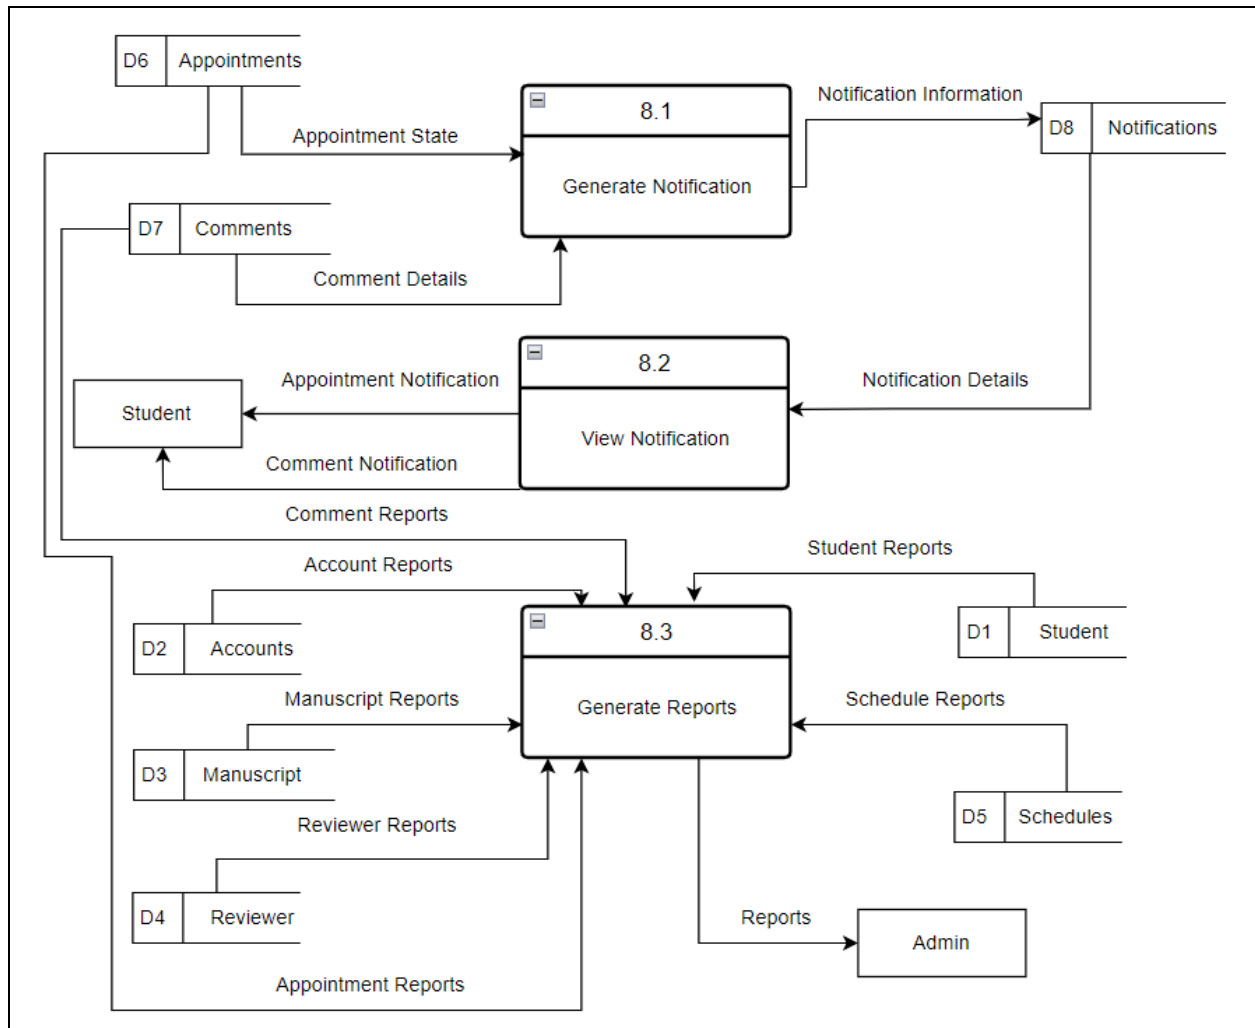 D6 Appointments
8.1
Notification Information
D8 Notifications
Appointment State
Generate Notification
D7 Comments
Comment Details
8.2
Appointment Notification
Notification Details
Student
View Notification
Comment Notification
Comment Reports
Student Reports
Account Reports
8.3
D1 Student
D2 Accounts
Manuscript Reports
Generate Reports
Schedule Reports
D3 Manuscript
D5 Schedules
Reviewer Reports
D4 Reviewer
Reports
Admin
Appointment Reports